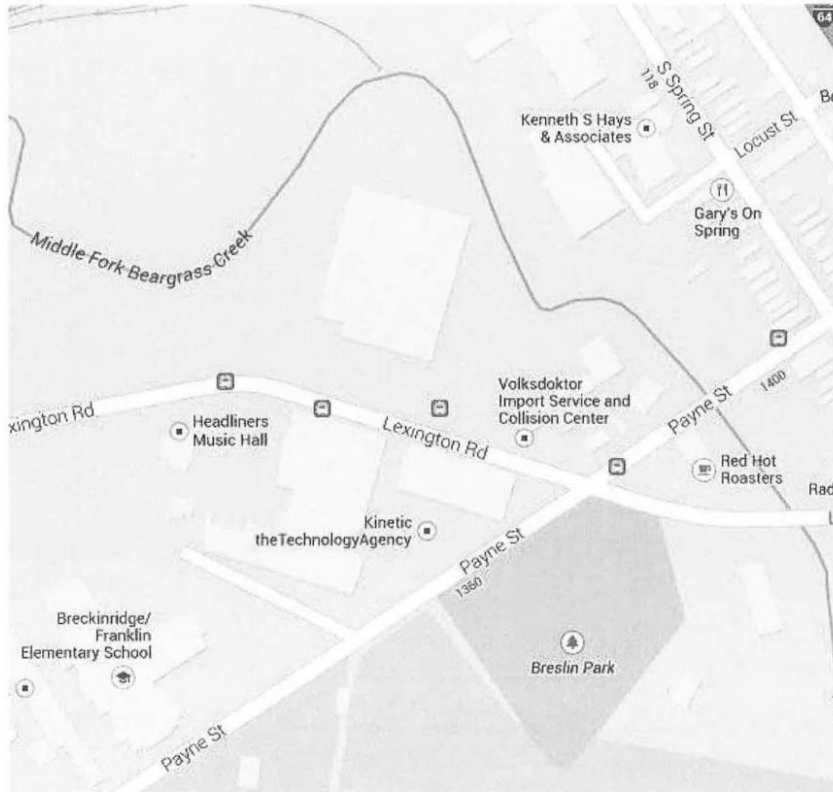 64
S Spring St
118
Kenneth S Hays
& Associates
Locust St
Be
Gary's On
Spring
Middle Fork Beargrass Creek
1400
Payne St
Volksdoktor
Import Service and
Collision Center
xington Rd
Headliners
Music Hall
Lexington Rd
Red Hot
Roasters
Rad
L
Kinetic
theTechnologyAgency
Payne St
1360
Breckinridge/
Franklin
Elementary School
Breslin Park
Payne St